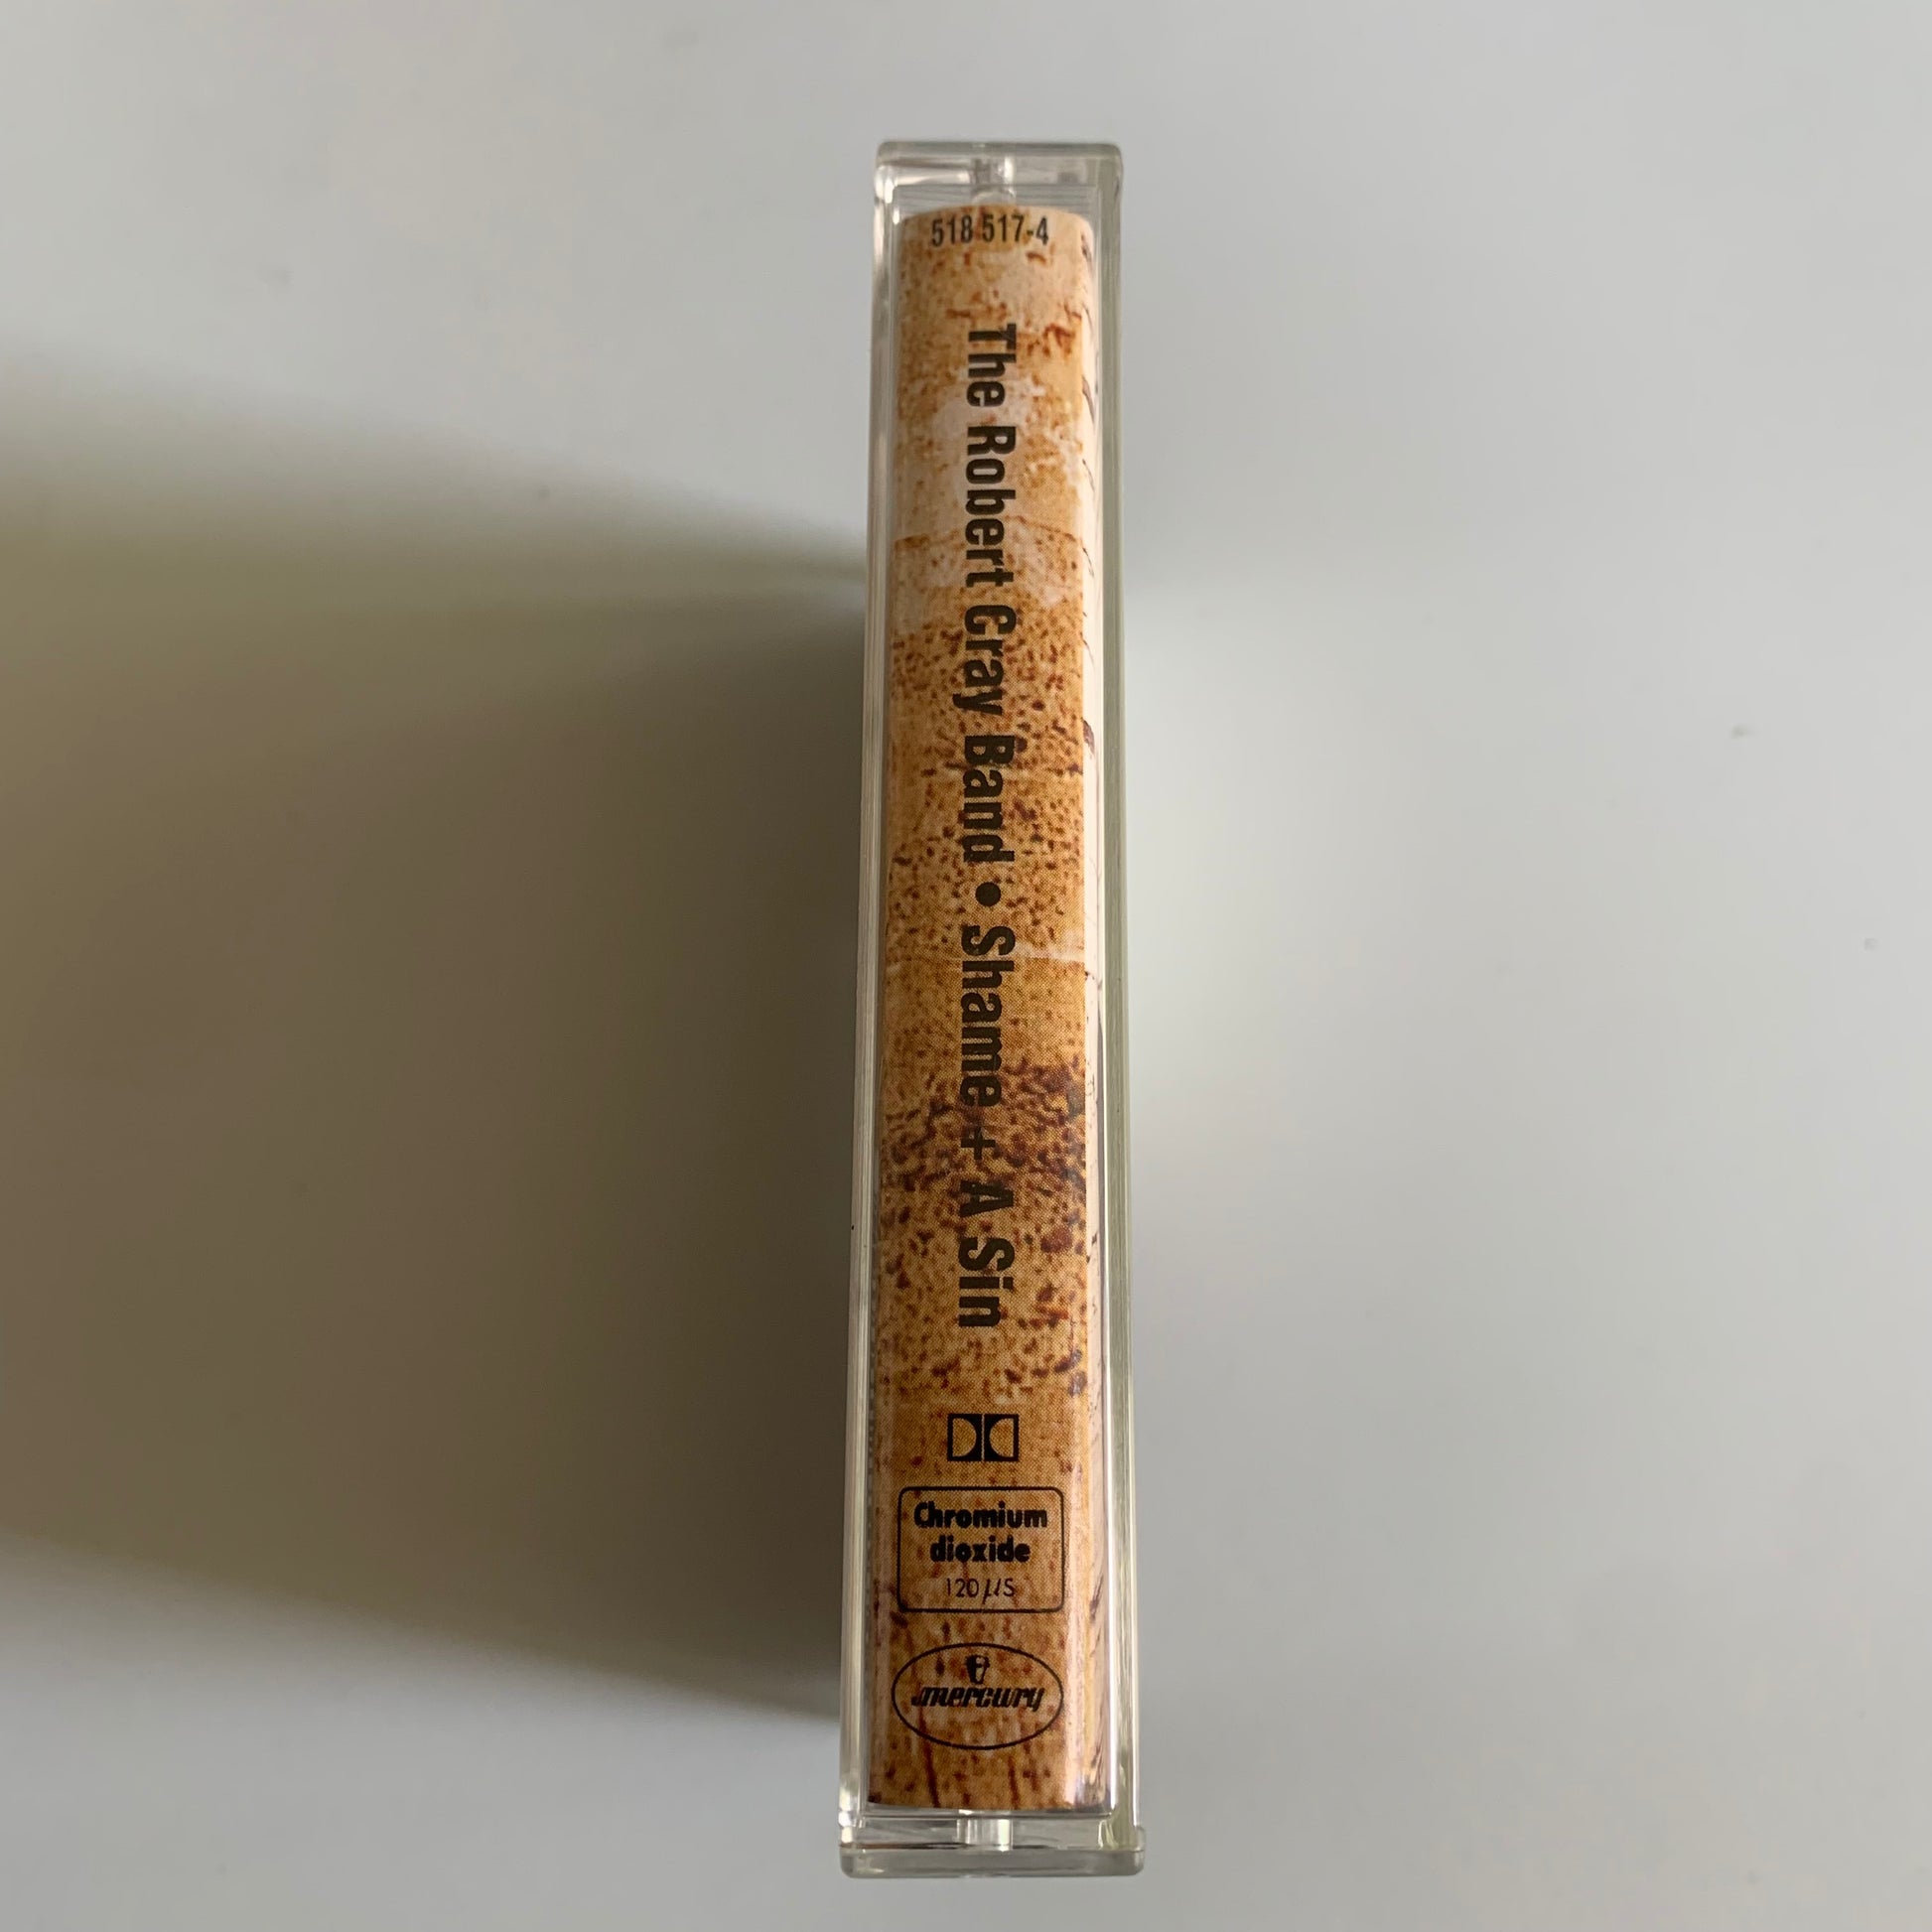 518 517-4
The Robert Cray Band • Shame + A Sin
Chromium
dioxide
120 µs
mercury